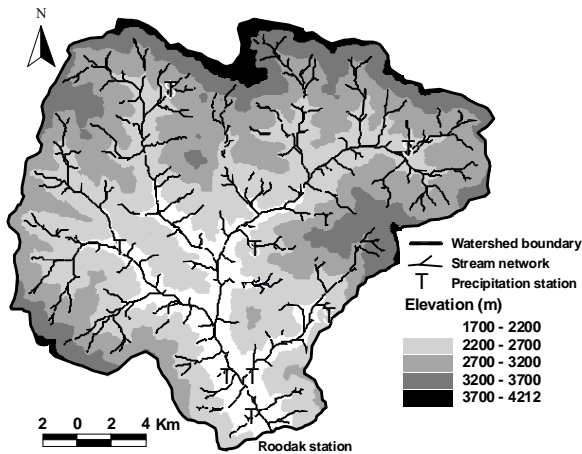 N
Watershed boundary
Stream network
Precipitation station
Elevation (m)
1700 - 2200
2200 - 2700
2700 - 3200
3200 - 3700
3700 - 4212
2 0 2 4 Km
Roodak station